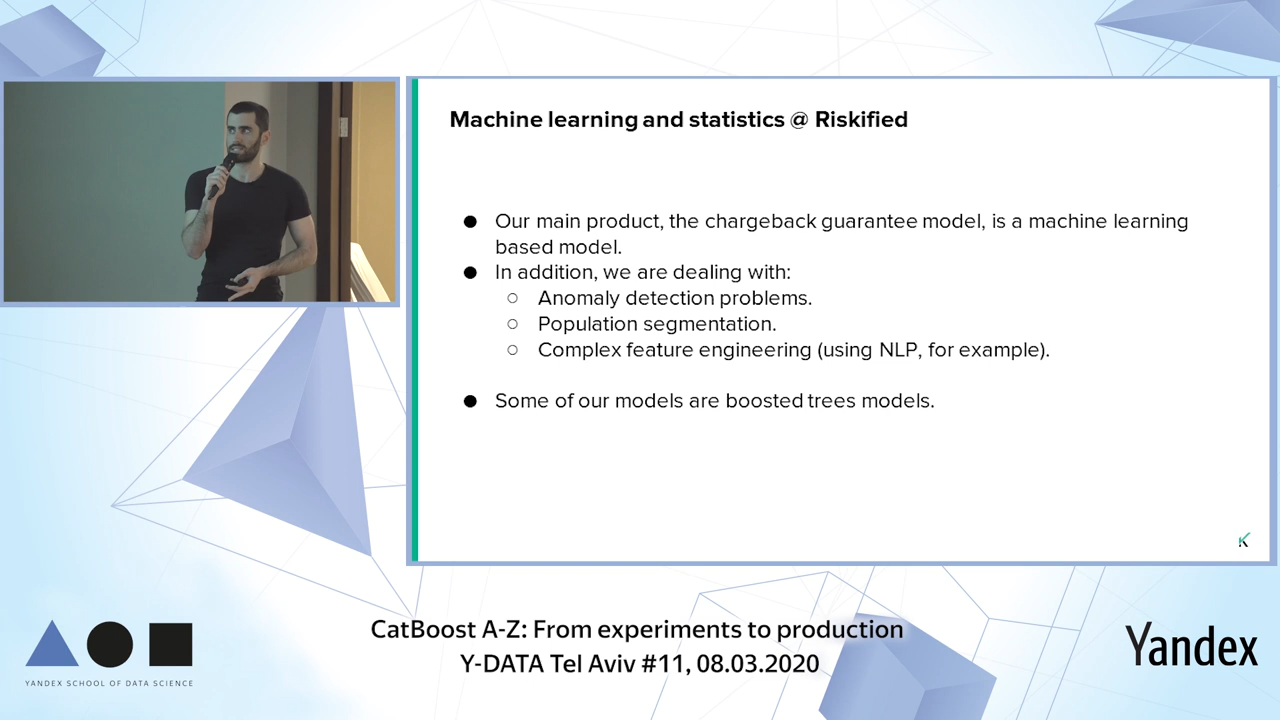 Machine learning and statistics @ Riskified
● Our main product, the chargeback guarantee model, is a machine learning
based model.
● In addition, we are dealing with:
○ Anomaly detection problems.
○ Population segmentation.
○ Complex feature engineering (using NLP, for example).
● Some of our models are boosted trees models.
CatBoost A-Z: From experiments to production
Y-DATA Tel Aviv #11, 08.03.2020
YANDEX SCHOOL OF DATA SCIENCE
Yandex